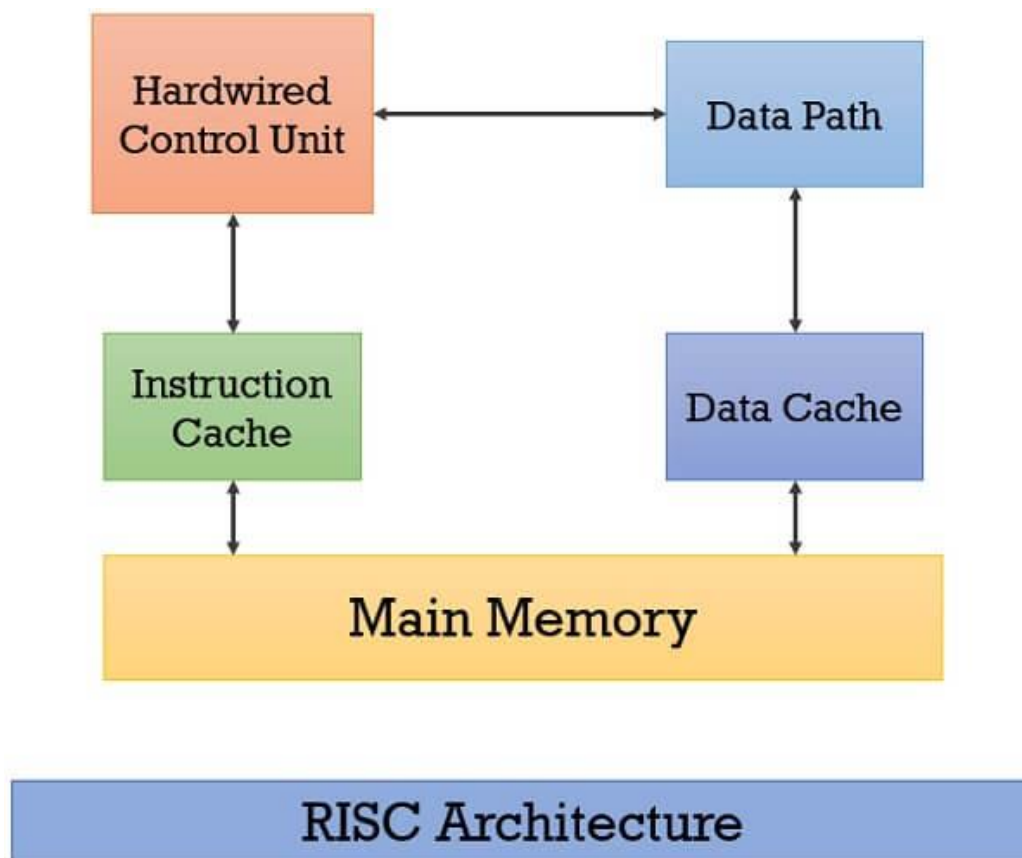 Hardwired
Control Unit
Data Path
Instruction
Cache
Data Cache
Main Memory
RISC Architecture